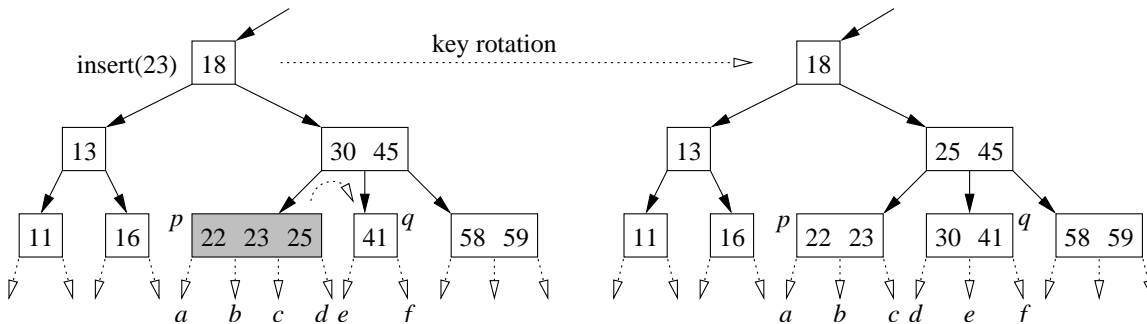 key rotation
insert(23) 18 18
13 30 45 13 25 45
p q p q
11 16 22 23 25 41 58 59 11 16 22 23 30 41 58 59
a b c d e f a b c d e f